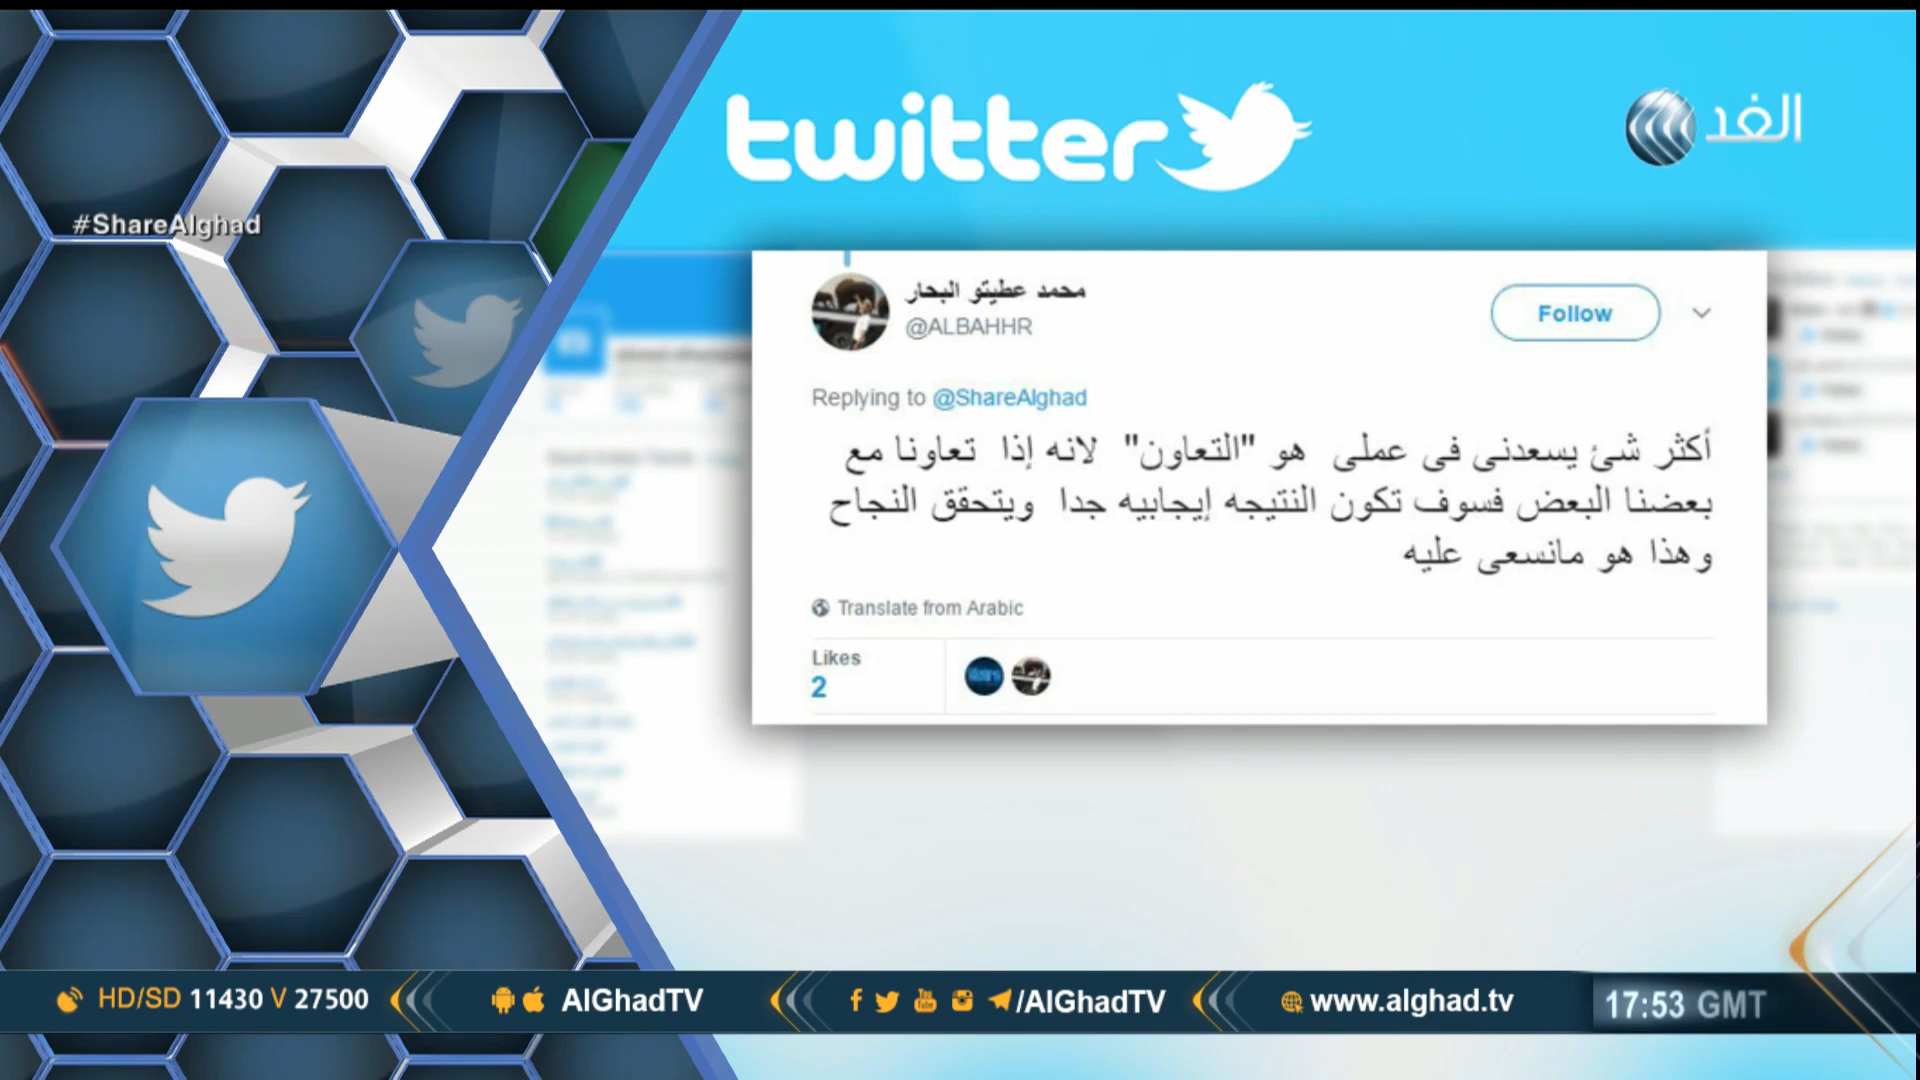 twitter
الغد
#ShareAlghad
محمد عطيتو البحار
@ALBAHHR
Follow
Replying to @ShareAlghad
أكثر شئ يسعدنى فى عملى هو "التعاون" لانه إذا تعاونا مع
بعضنا البعض فسوف تكون النتيجه إيجابيه جدا ويتحقق النجاح
وهذا هو مانسعى عليه
Translate from Arabic
Likes
2
HD/SD 11430 V 27500
AlGhadTV
/AlGhadTV
www.alghad.tv
17:53 GMT